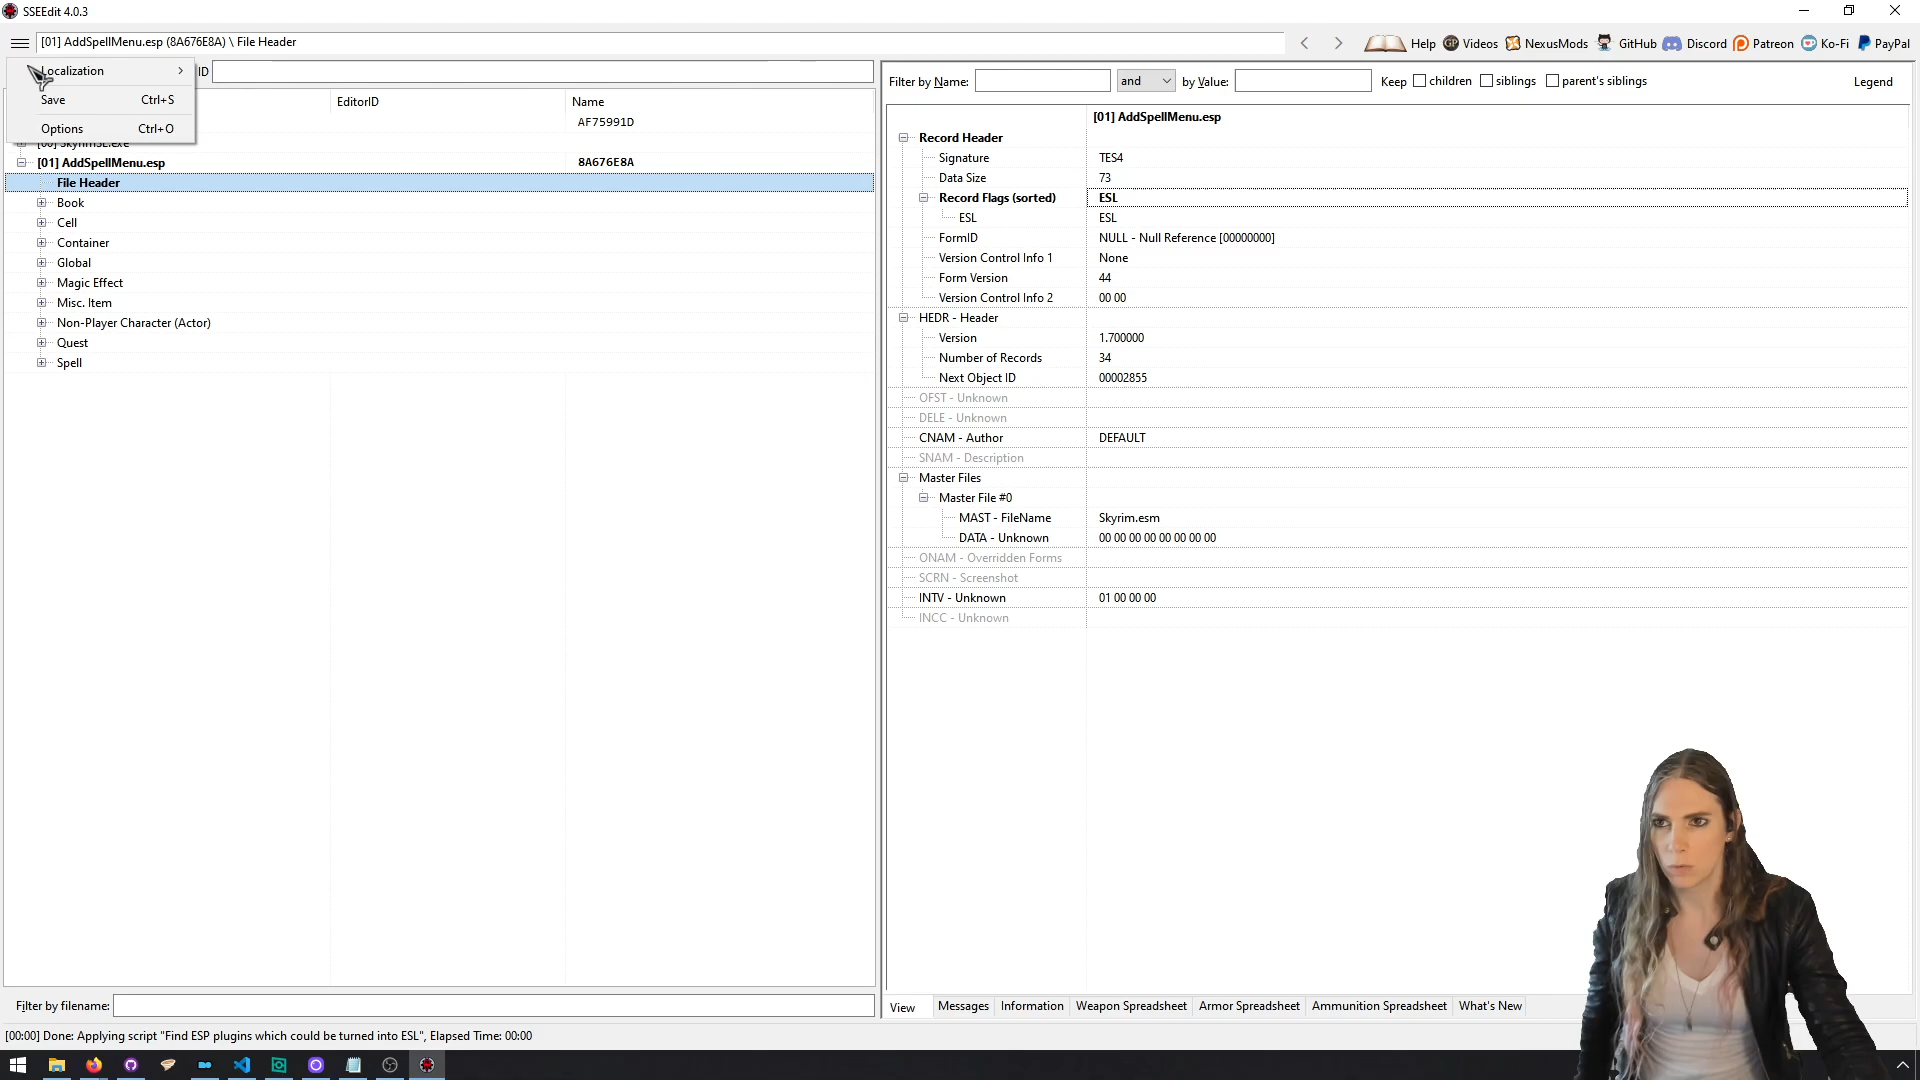 SSEEdit 4.0.3
[01] AddSpellMenu.esp (8A676E8A) \ File Header
Help Videos NexusMods GitHub Discord Patreon Ko-Fi PayPal
Localization
ID
Save Ctrl+S
Options Ctrl+O
EditorID Name
AF75991D
[01] AddSpellMenu.esp 8A676E8A
File Header
Book
Cell
Container
Global
Magic Effect
Misc. Item
Non-Player Character (Actor)
Quest
Spell
Filter by filename:
[00:00] Done: Applying script "Find ESP plugins which could be turned into ESL", Elapsed Time: 00:00
Filter by Name: and by Value: Keep children siblings parent's siblings Legend
[01] AddSpellMenu.esp
Record Header
Signature TES4
Data Size 73
Record Flags (sorted) ESL
ESL ESL
FormID NULL - Null Reference [00000000]
Version Control Info 1 None
Form Version 44
Version Control Info 2 00 00
HEDR - Header
Version 1.700000
Number of Records 34
Next Object ID 00002855
OFST - Unknown
DELE - Unknown
CNAM - Author DEFAULT
SNAM - Description
Master Files
Master File #0
MAST - FileName Skyrim.esm
DATA - Unknown 00 00 00 00 00 00 00 00
ONAM - Overridden Forms
SCRN - Screenshot
INTV - Unknown 01 00 00 00
INCC - Unknown
View Messages Information Weapon Spreadsheet Armor Spreadsheet Ammunition Spreadsheet What's New